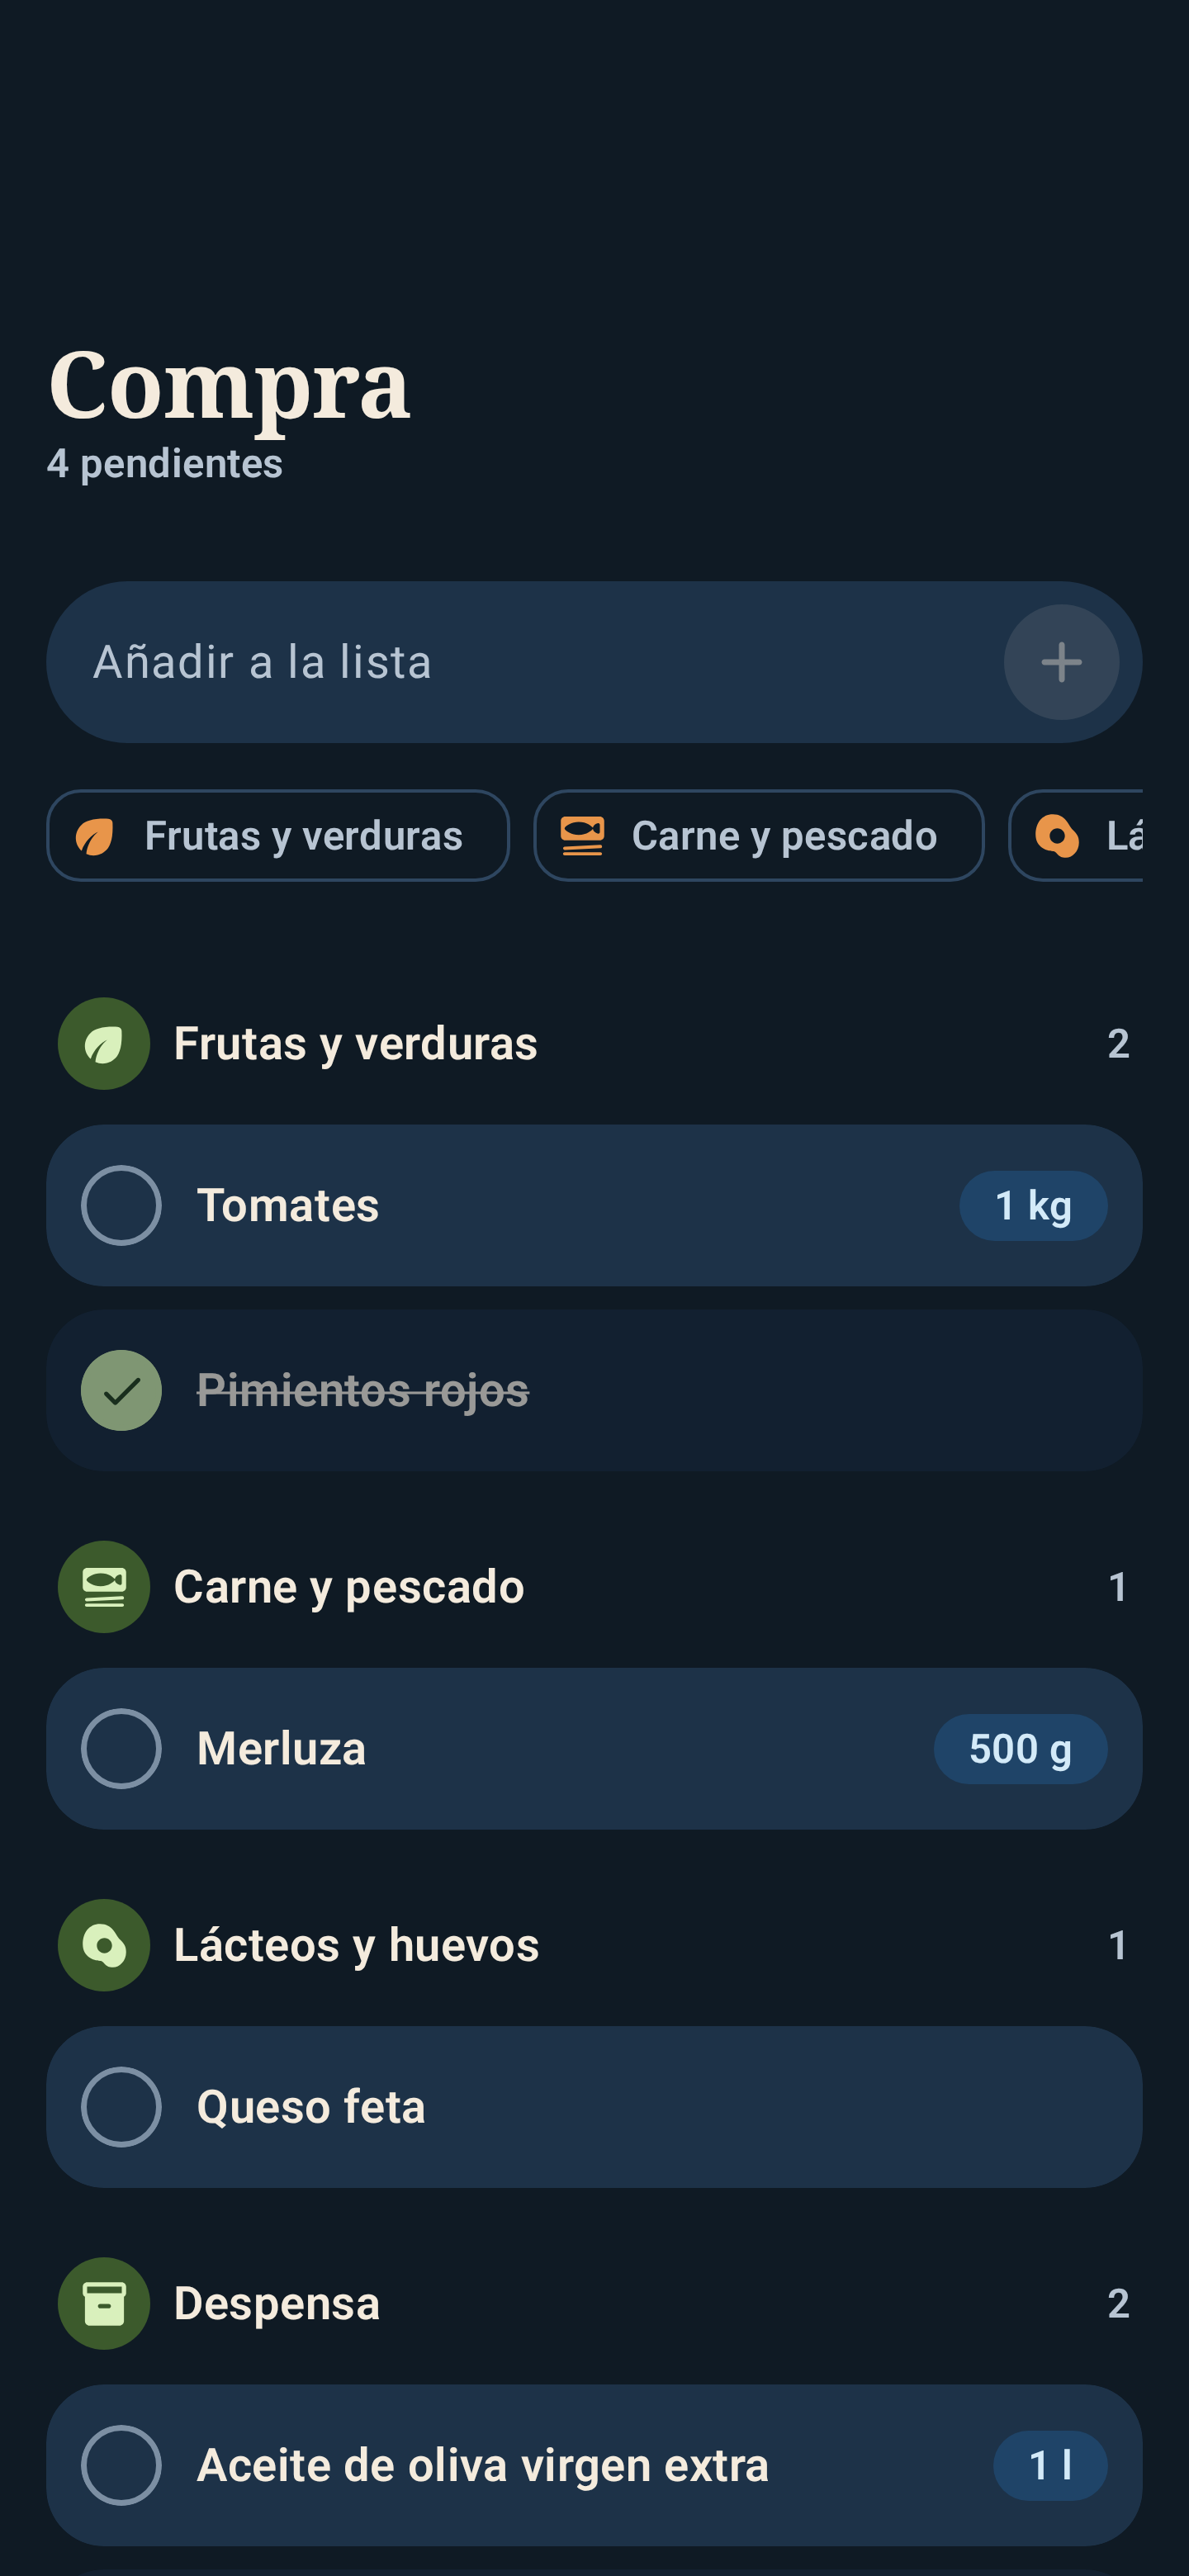 Compra
4 pendientes
Añadir a la lista
Frutas y verduras
Carne y pescado
Lá
Frutas y verduras
2
Tomates
1 kg
Pimientos rojos
Carne y pescado
1
Merluza
500 g
Lácteos y huevos
1
Queso feta
Despensa
2
Aceite de oliva virgen extra
1 l